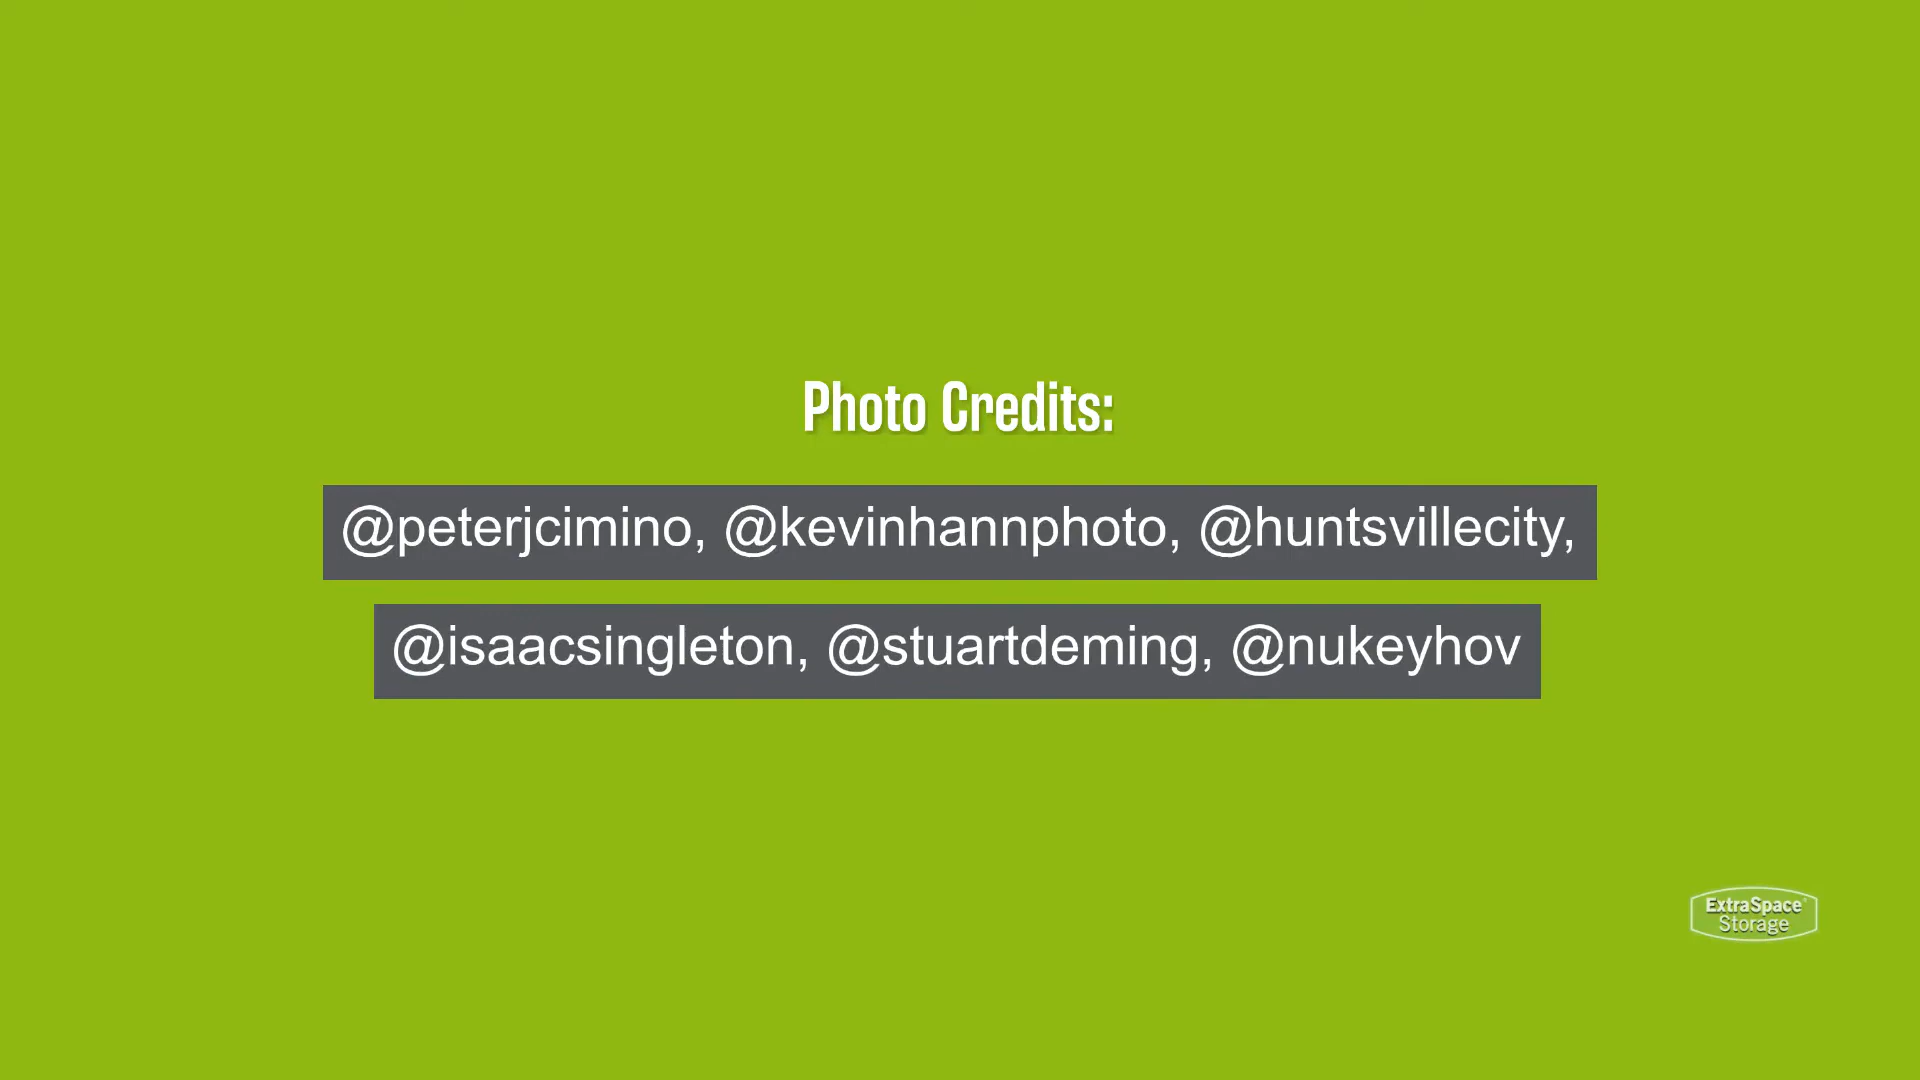 Photo Credits:
@peterjcimino, @kevinhannphoto, @huntsvillecity,
@isaacsingleton, @stuartdeming, @nukeyhov
ExtraSpace®
Storage